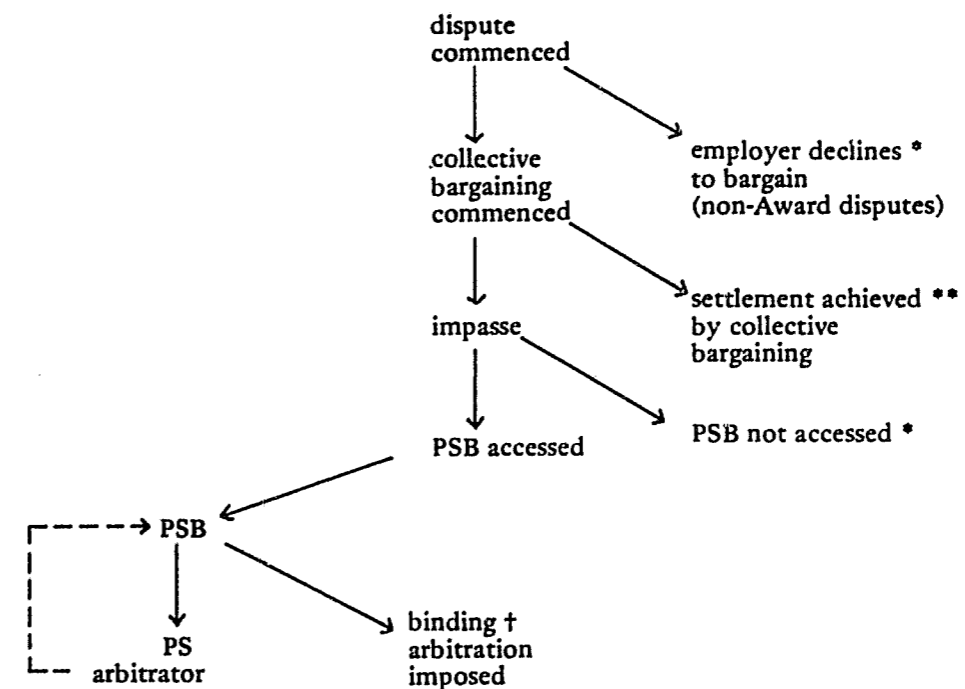 dispute
commenced
employer declines *
to bargain
(non-Award disputes)
collective
bargaining
commenced
settlement achieved **
by collective
bargaining
impasse
PSB not accessed *
PSB accessed
PSB
binding †
arbitration
imposed
PS
arbitrator